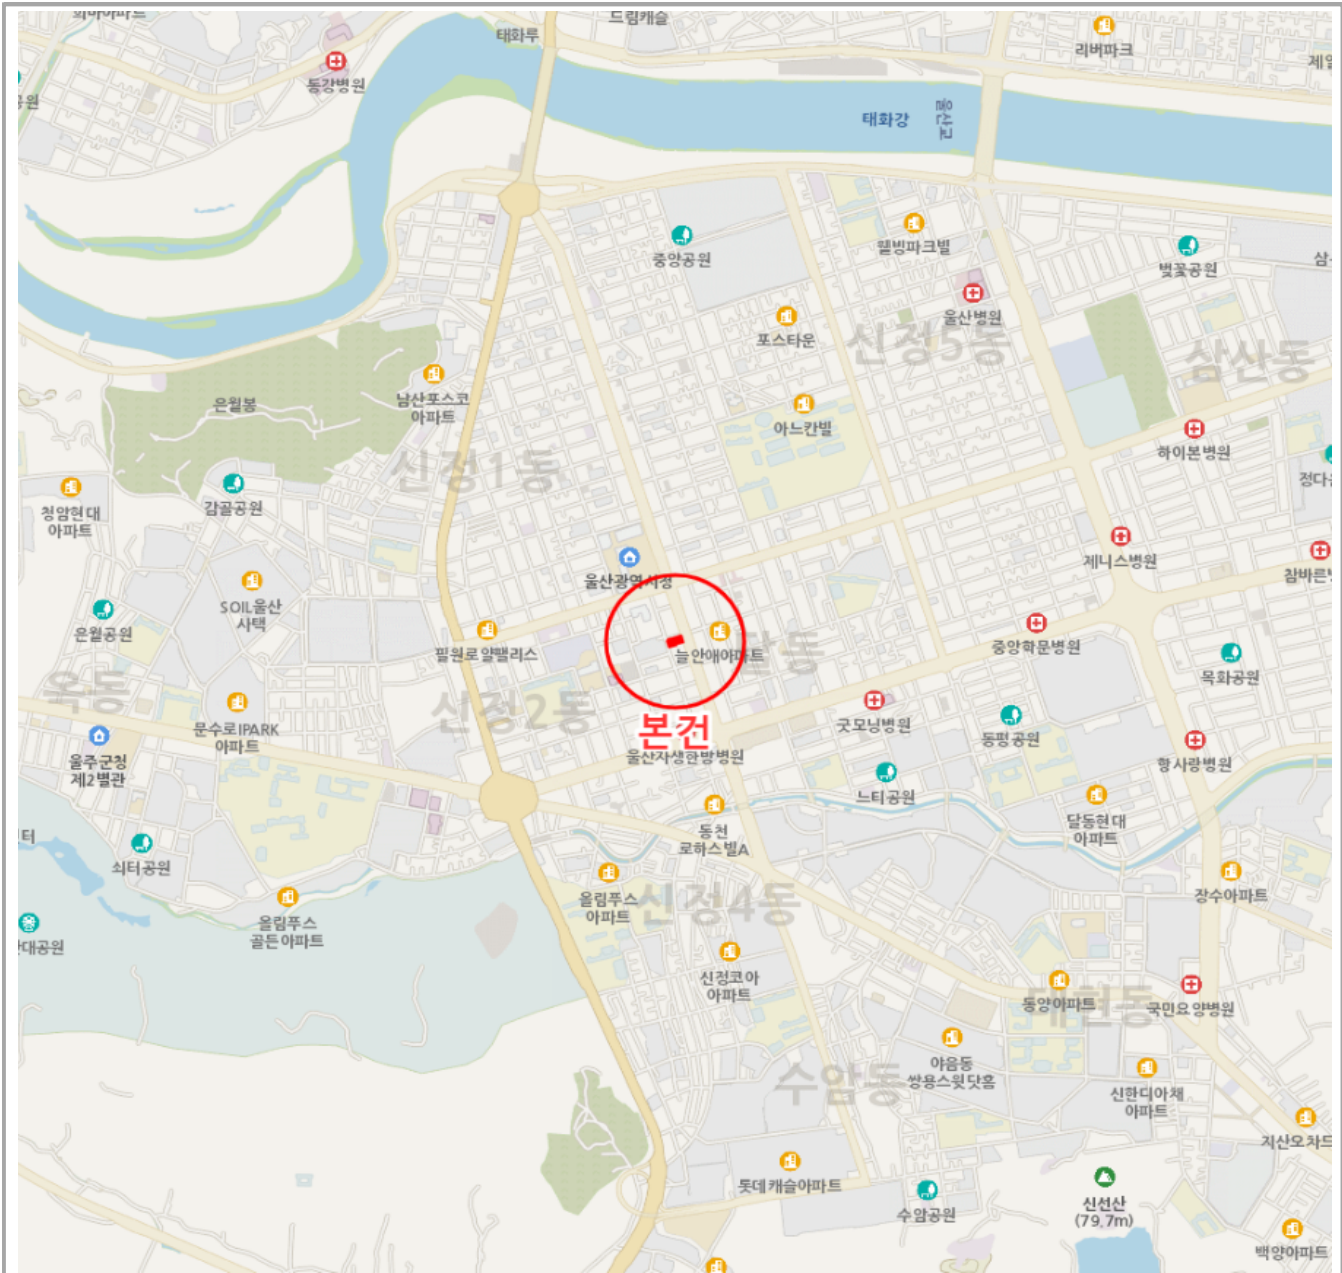 드림캐슬
태화루
리버파크
동강병원
태화강
울산교
중앙공원
웰빙파크빌
벚꽃공원
울산병원
포스타운
신정5동
삼산동
은월봉
남산포스코
아파트
아느칸빌
하이본병원
신정1동
감골공원
청암현대
아파트
제니스병원
울산광역시청
SOIL울산
사택
은월공원
필원로얄팰리스
늘안애아파트
달동
중앙학문병원
목화공원
옥동
신정2동
문수로IPARK
아파트
본건
굿모닝병원
동평공원
울주군청
제2별관
울산자생한방병원
항사랑병원
느티공원
동천
로하스빌A
달동현대
아파트
쇠터공원
장수아파트
올림푸스
아파트
신정4동
올림푸스
골든아파트
대공원
신정코아
아파트
동양아파트
대현동
국민요양병원
야음동
쌍용스윗닷홈
수암동
신한디아채
아파트
지산오차드
롯데캐슬아파트
수암공원
신선산
(79.7m)
백양아파트